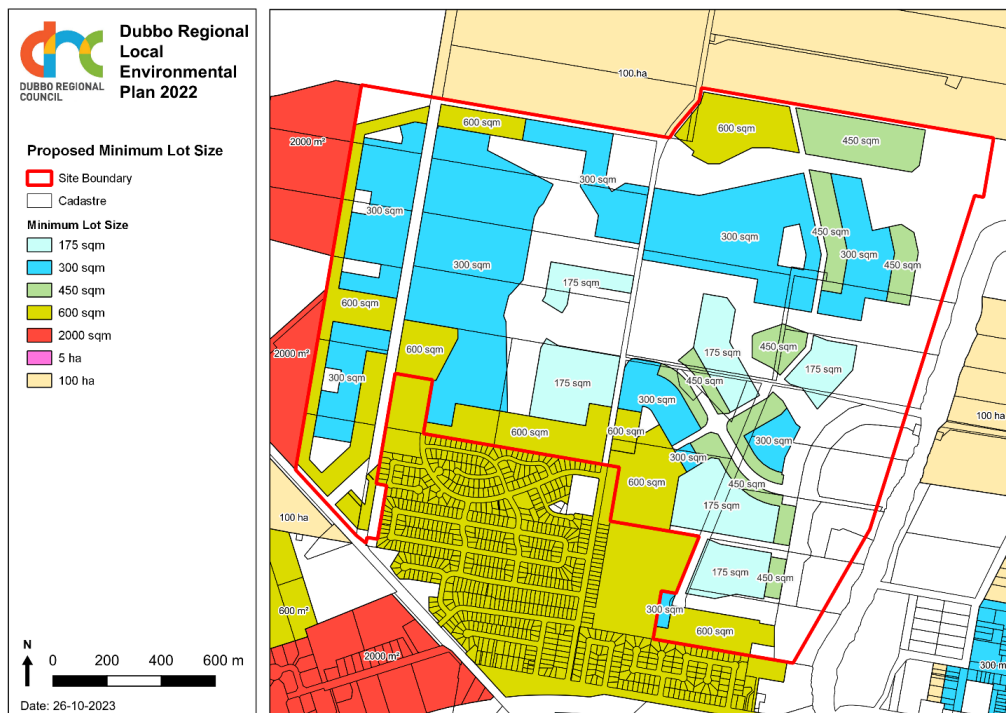 DUBBO REGIONAL
COUNCIL
Dubbo Regional
Local
Environmental
Plan 2022
Proposed Minimum Lot Size
Site Boundary
Cadastre
Minimum Lot Size
175 sqm
300 sqm
450 sqm
600 sqm
2000 sqm
5 ha
100 ha
N
0 200 400 600 m
Date: 26-10-2023
100 ha
600 sqm
600 sqm
450 sqm
2000 m²
300 sqm
300 sqm
450 sqm
300 sqm
300 sqm
450 sqm
300 sqm
175 sqm
600 sqm
600 sqm
2000 m²
175 sqm
450 sqm
175 sqm
300 sqm
175 sqm
450 sqm
300 sqm
100 ha
600 sqm
600 sqm
300 sqm
300 sqm
600 sqm
450 sqm
175 sqm
100 ha
175 sqm
450 sqm
600 m²
300 sqm
600 sqm
2000 m²
300 m